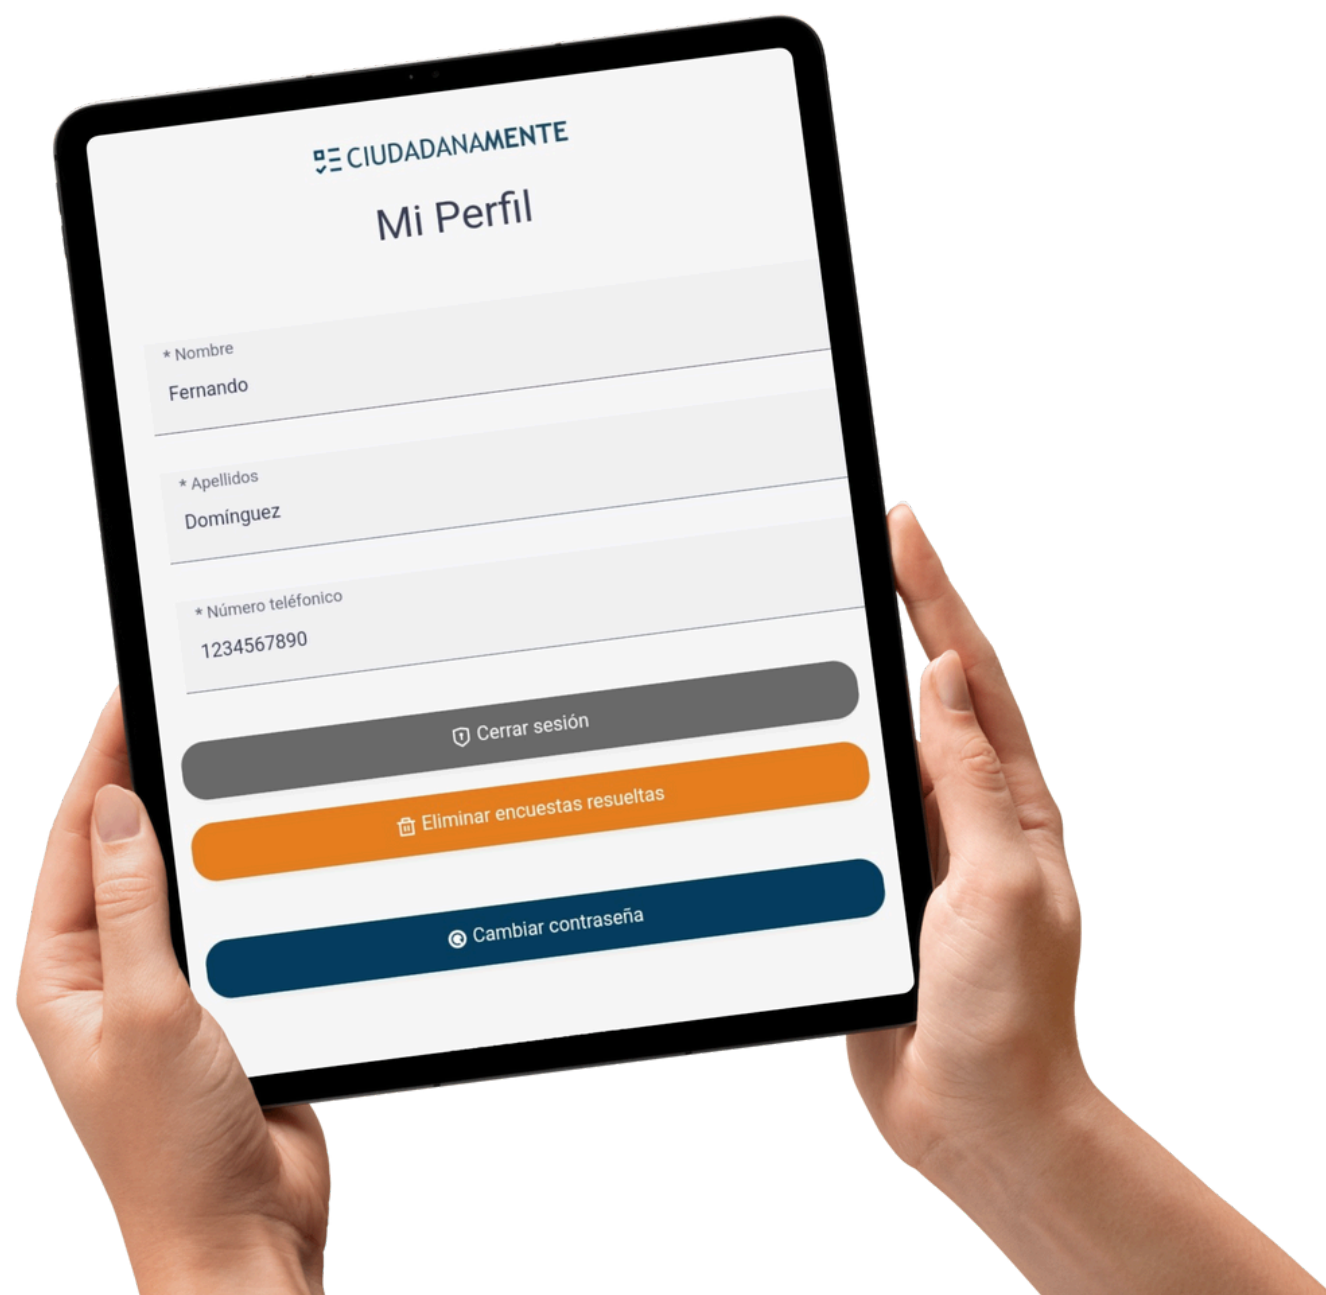 CIUDADANAMENTE
Mi Perfil
* Nombre
Fernando
* Apellidos
Domínguez
* Número teléfonico
1234567890
Cerrar sesión
Eliminar encuestas resueltas
Cambiar contraseña